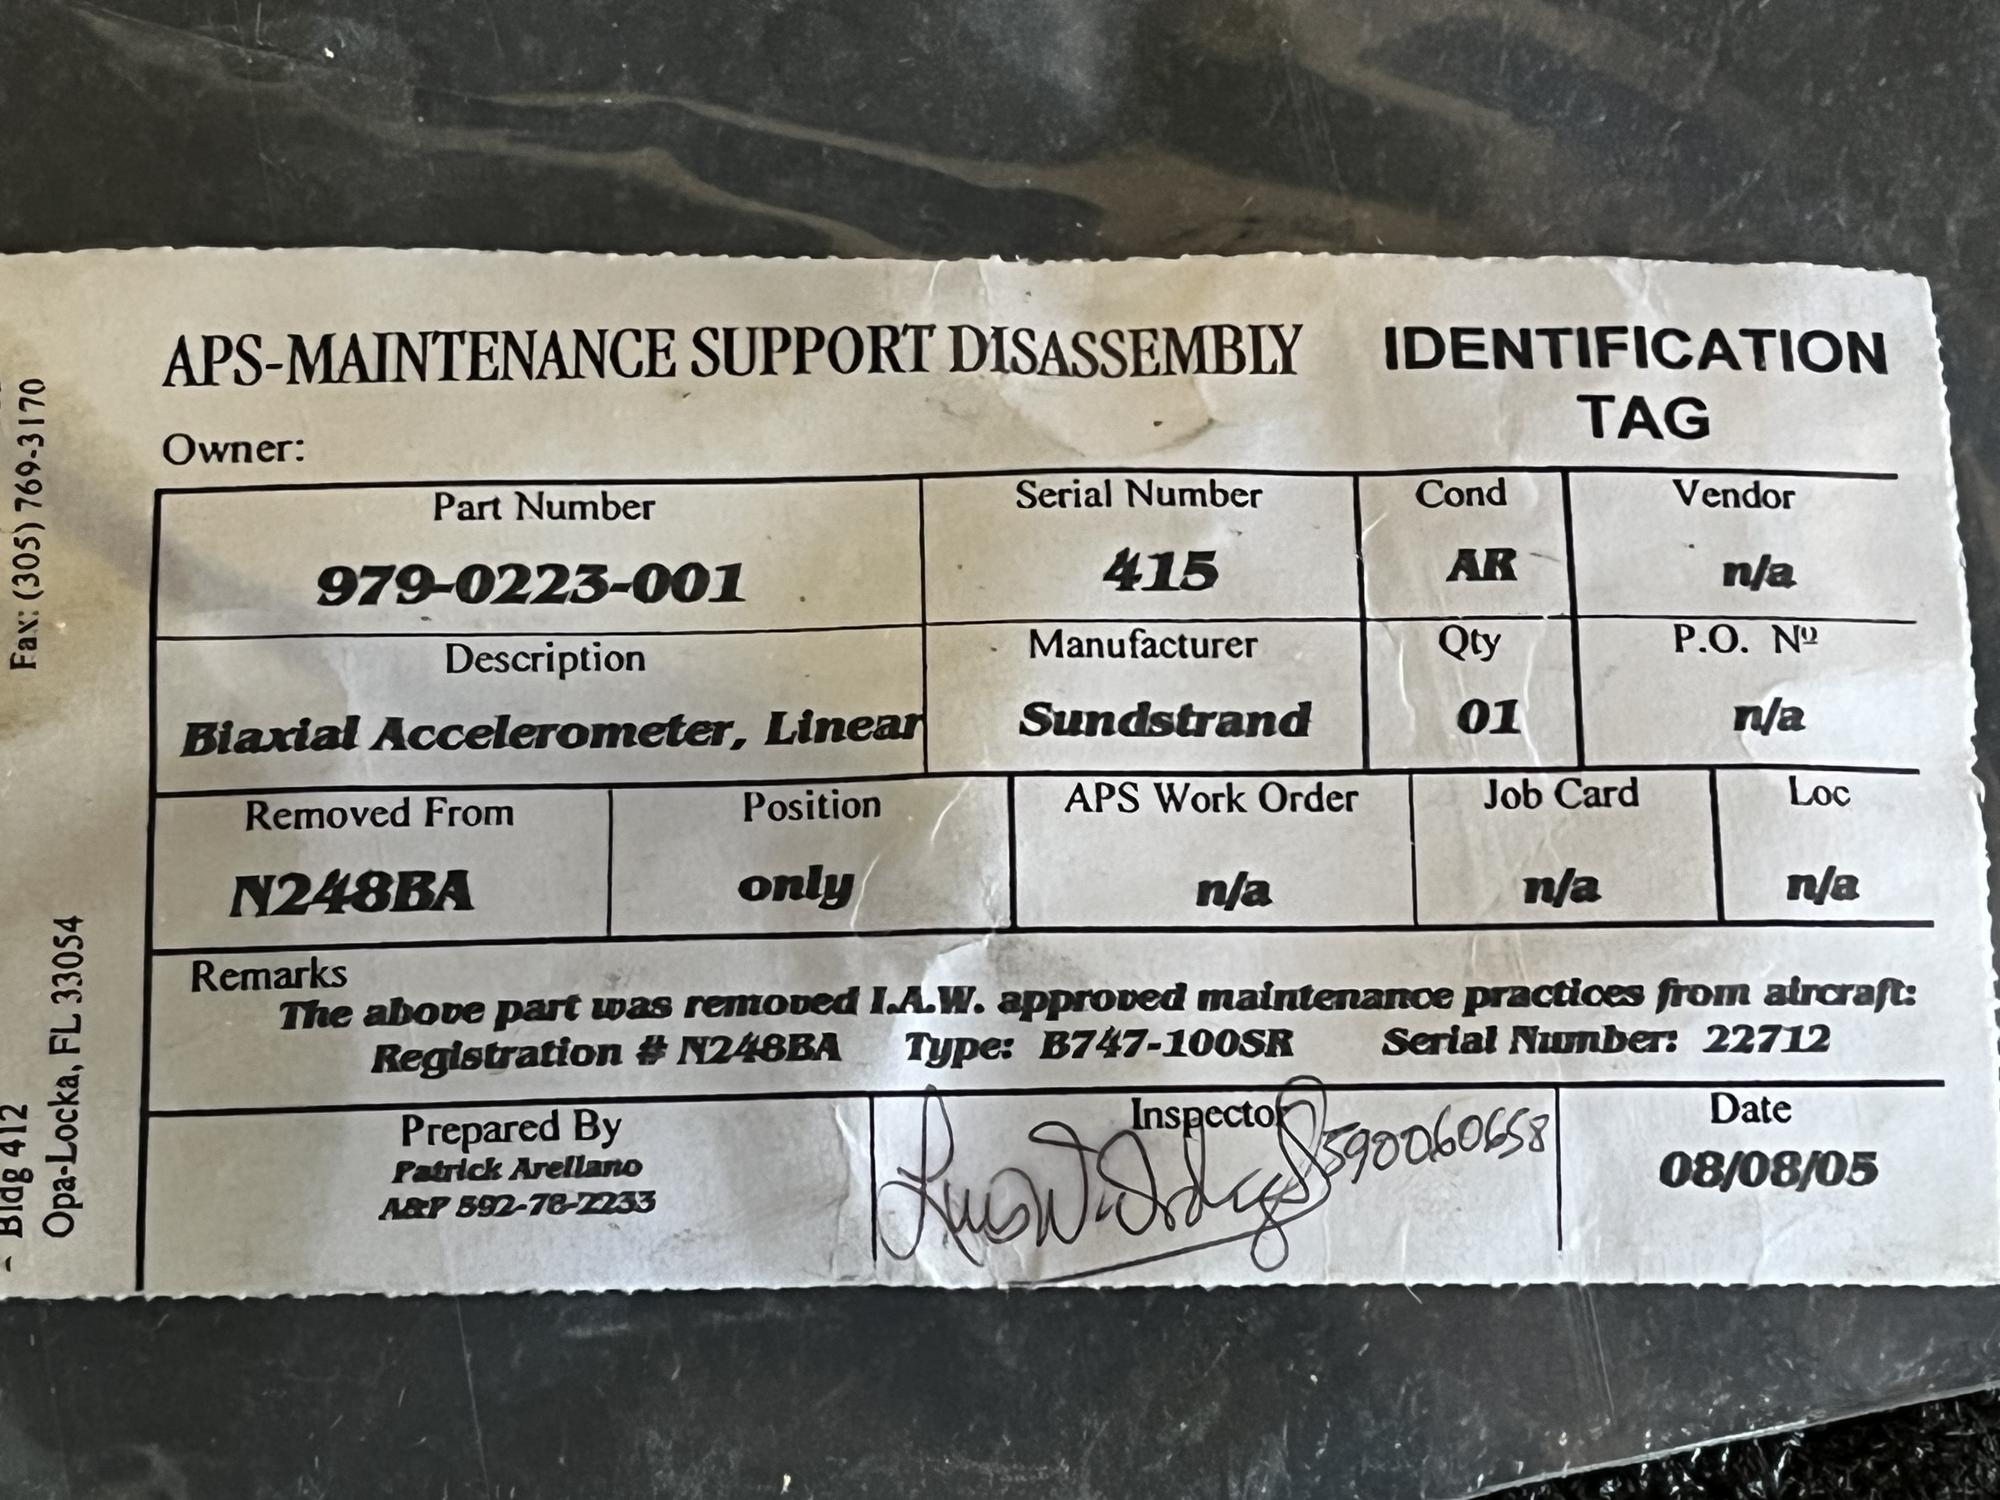 APS-MAINTENANCE SUPPORT DISASSEMBLY
IDENTIFICATION
TAG
Owner:
Part Number
979-0223-001
Serial Number
415
Cond
AR
Vendor
n/a
Description
Biaxial Accelerometer, Linear
Manufacturer
Sundstrand
Qty
01
P.O. Nº
n/a
Removed From
N248BA
Position
only
APS Work Order
n/a
Job Card
n/a
Loc
n/a
Remarks
The above part was removed I.A.W. approved maintenance practices from aircraft:
Registration # N248BA Type: B747-100SR Serial Number: 22712
Prepared By
Patrick Arellano
A&P 592-78-2233
Inspector
590060658
Date
08/08/05
Fax: (305) 769-3170
Bldg 412
Opa-Locka, FL 33054